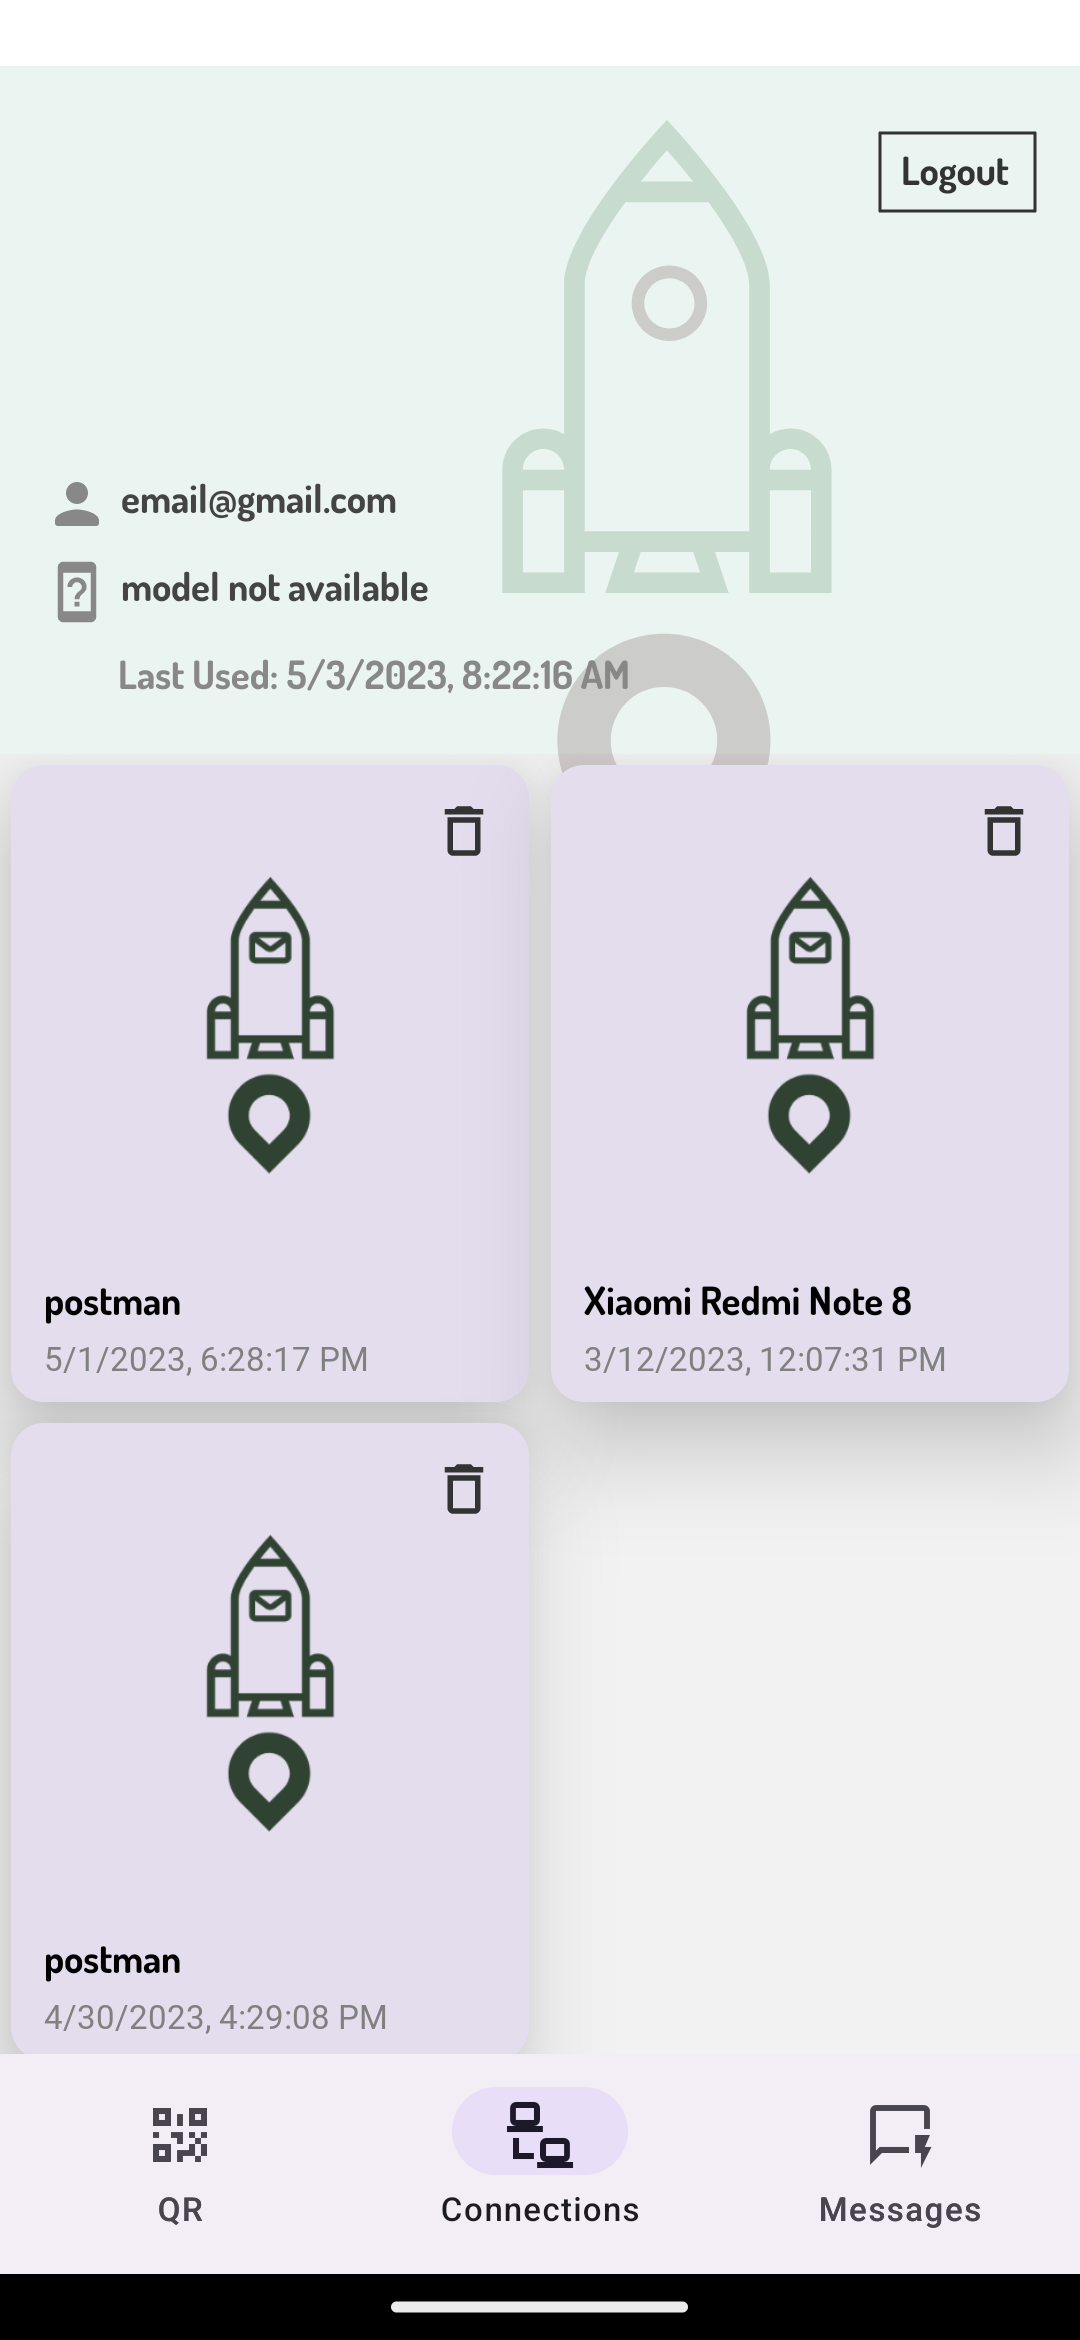 Logout
email@gmail.com
model not available
Last Used: 5/3/2023, 8:22:16 AM
postman
5/1/2023, 6:28:17 PM
Xiaomi Redmi Note 8
3/12/2023, 12:07:31 PM
postman
4/30/2023, 4:29:08 PM
QR
Connections
Messages